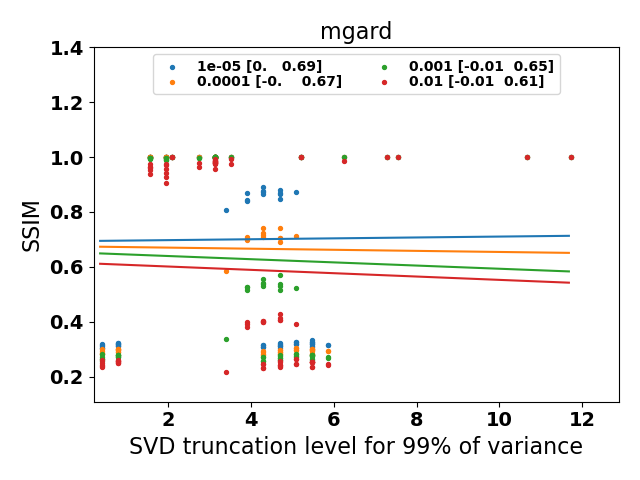 mgard
1e-05 [0.   0.69]
0.0001 [-0.    0.67]
0.001 [-0.01  0.65]
0.01 [-0.01  0.61]
SSIM
1.4
1.2
1.0
0.8
0.6
0.4
0.2
2 4 6 8 10 12
SVD truncation level for 99% of variance